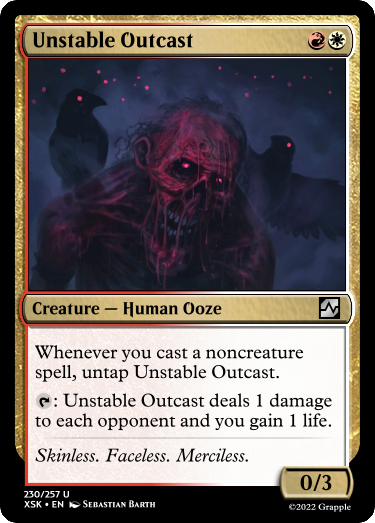 Unstable Outcast
Creature — Human Ooze
Whenever you cast a noncreature
spell, untap Unstable Outcast.
: Unstable Outcast deals 1 damage
to each opponent and you gain 1 life.
Skinless. Faceless. Merciless.
0/3
230/257 U
XSK • EN Sebastian Barth
©2022 Grapple